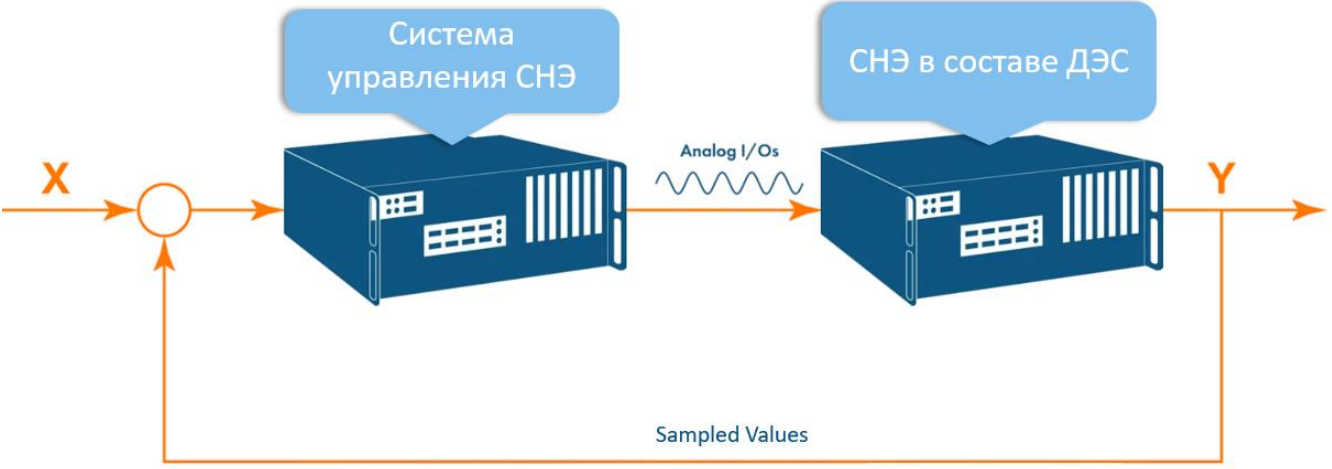 Система
управления СНЭ
СНЭ в составе ДЭС
Analog I/Os
X
Y
Sampled Values